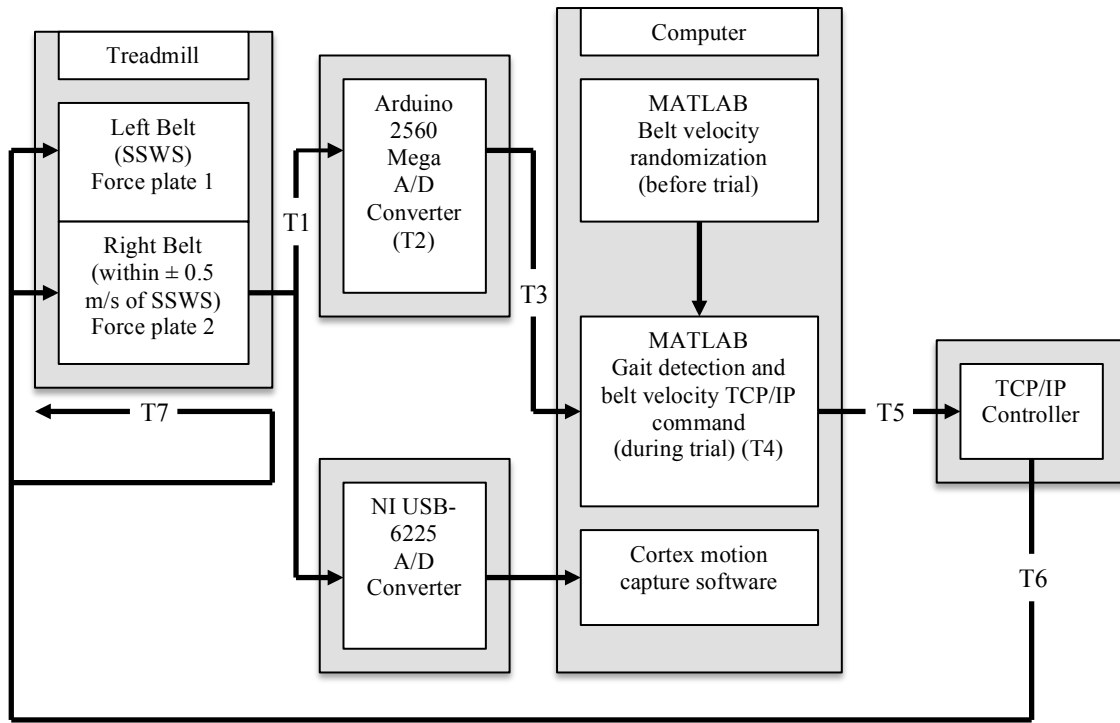 Treadmill
Left Belt
(SSWS)
Force plate 1
Right Belt
(within ± 0.5
m/s of SSWS)
Force plate 2
T7
T1
Arduino
2560
Mega
A/D
Converter
(T2)
NI USB-
6225
A/D
Converter
T3
Computer
MATLAB
Belt velocity
randomization
(before trial)
MATLAB
Gait detection and
belt velocity TCP/IP
command
(during trial) (T4)
Cortex motion
capture software
T5
TCP/IP
Controller
T6